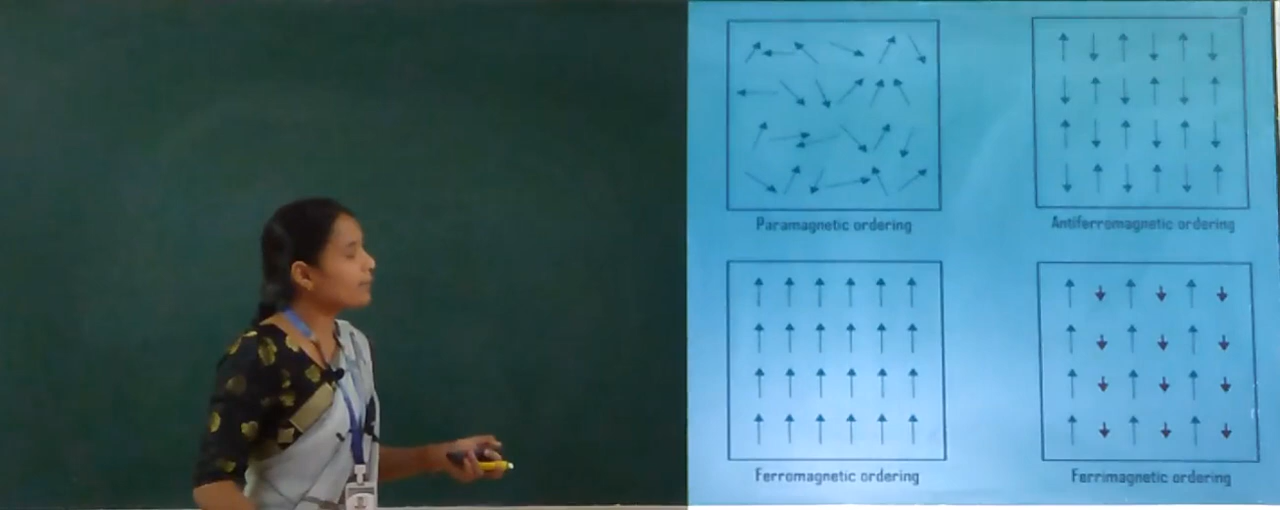 Paramagnetic ordering
Antiferromagnetic ordering
Ferromagnetic ordering
Ferrimagnetic ordering